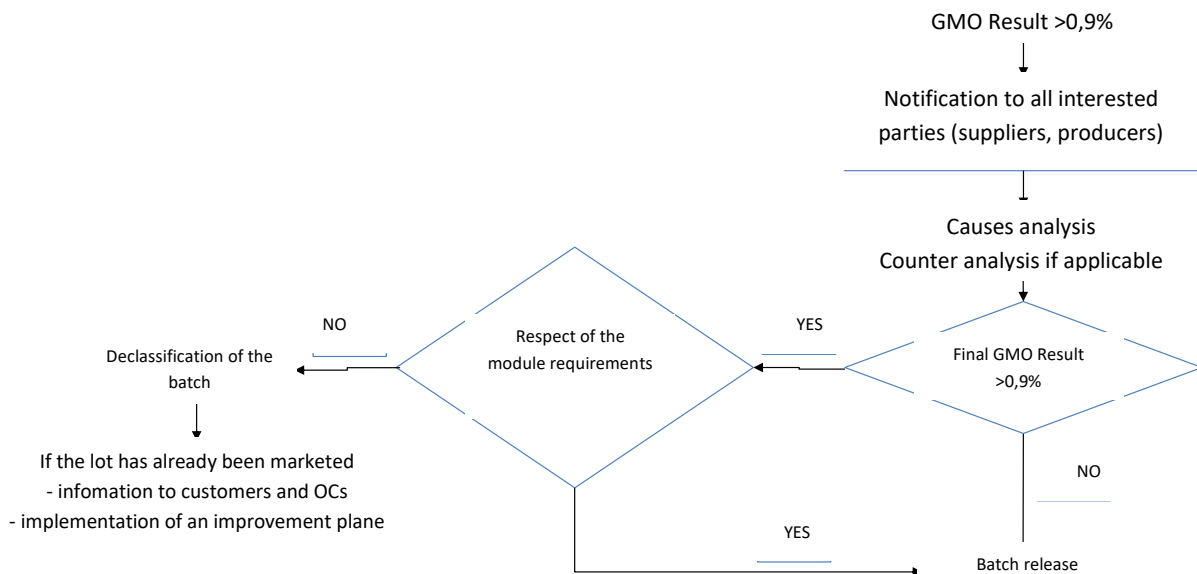 GMO Result >0,9%
Notification to all interested
parties (suppliers, producers)
Causes analysis
Counter analysis if applicable
Final GMO Result
>0,9%
YES
Respect of the
module requirements
NO
Declassification of the
batch
If the lot has already been marketed
- infomation to customers and OCs
- implementation of an improvement plane
NO
YES
Batch release